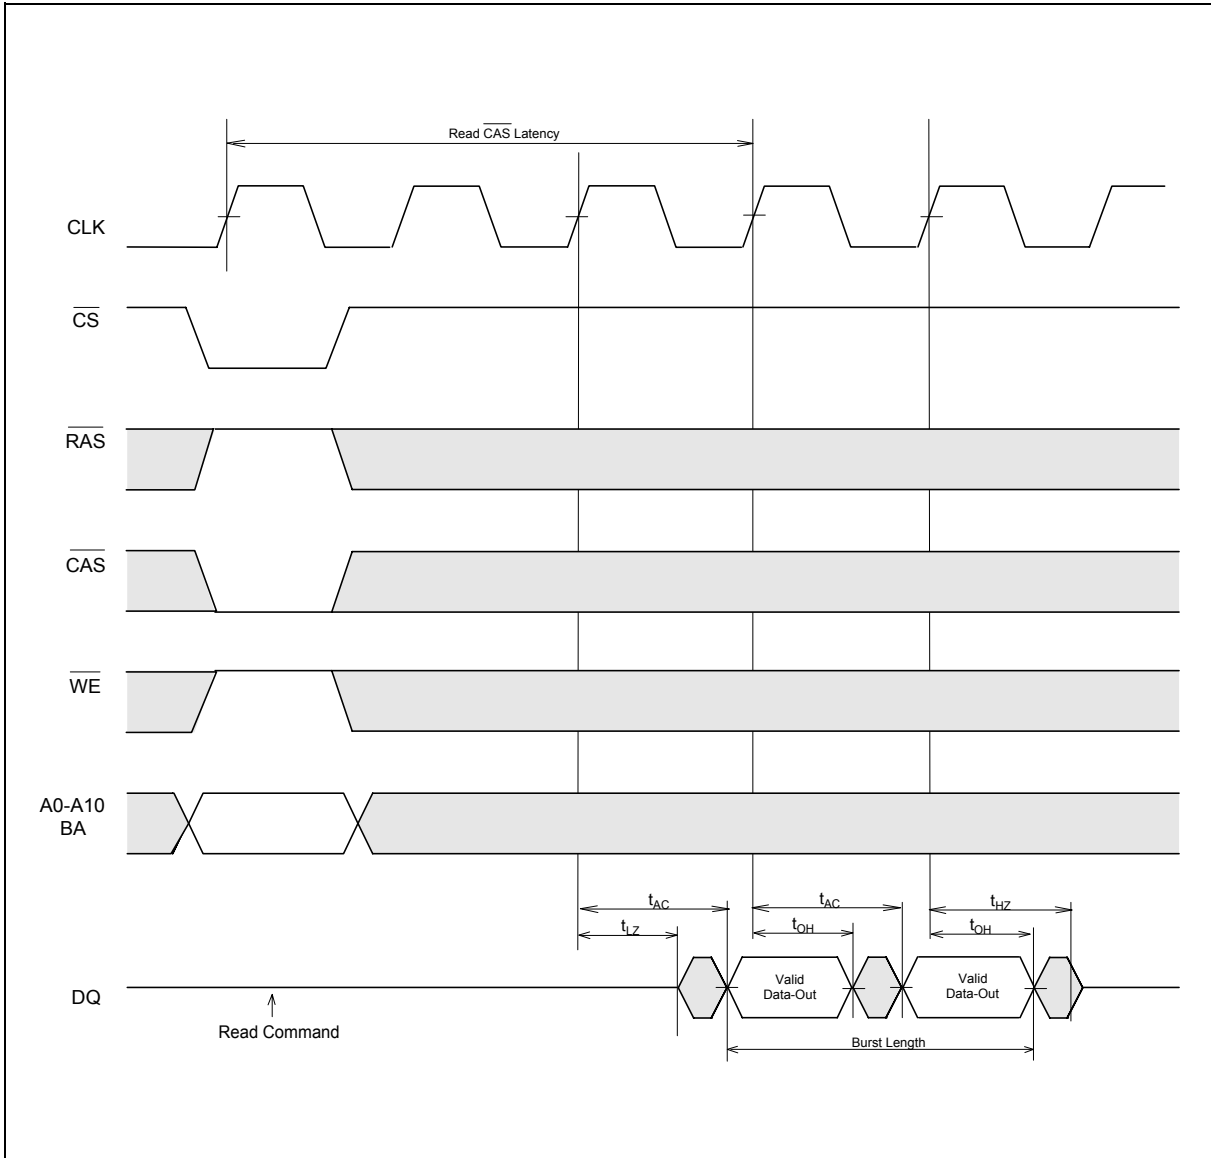 Read CAS Latency
CLK
CS
RAS
CAS
WE
A0-A10
BA
tAC
tAC
tHZ
tLZ
tOH
tOH
DQ
Valid
Data-Out
Valid
Data-Out
Read Command
Burst Length